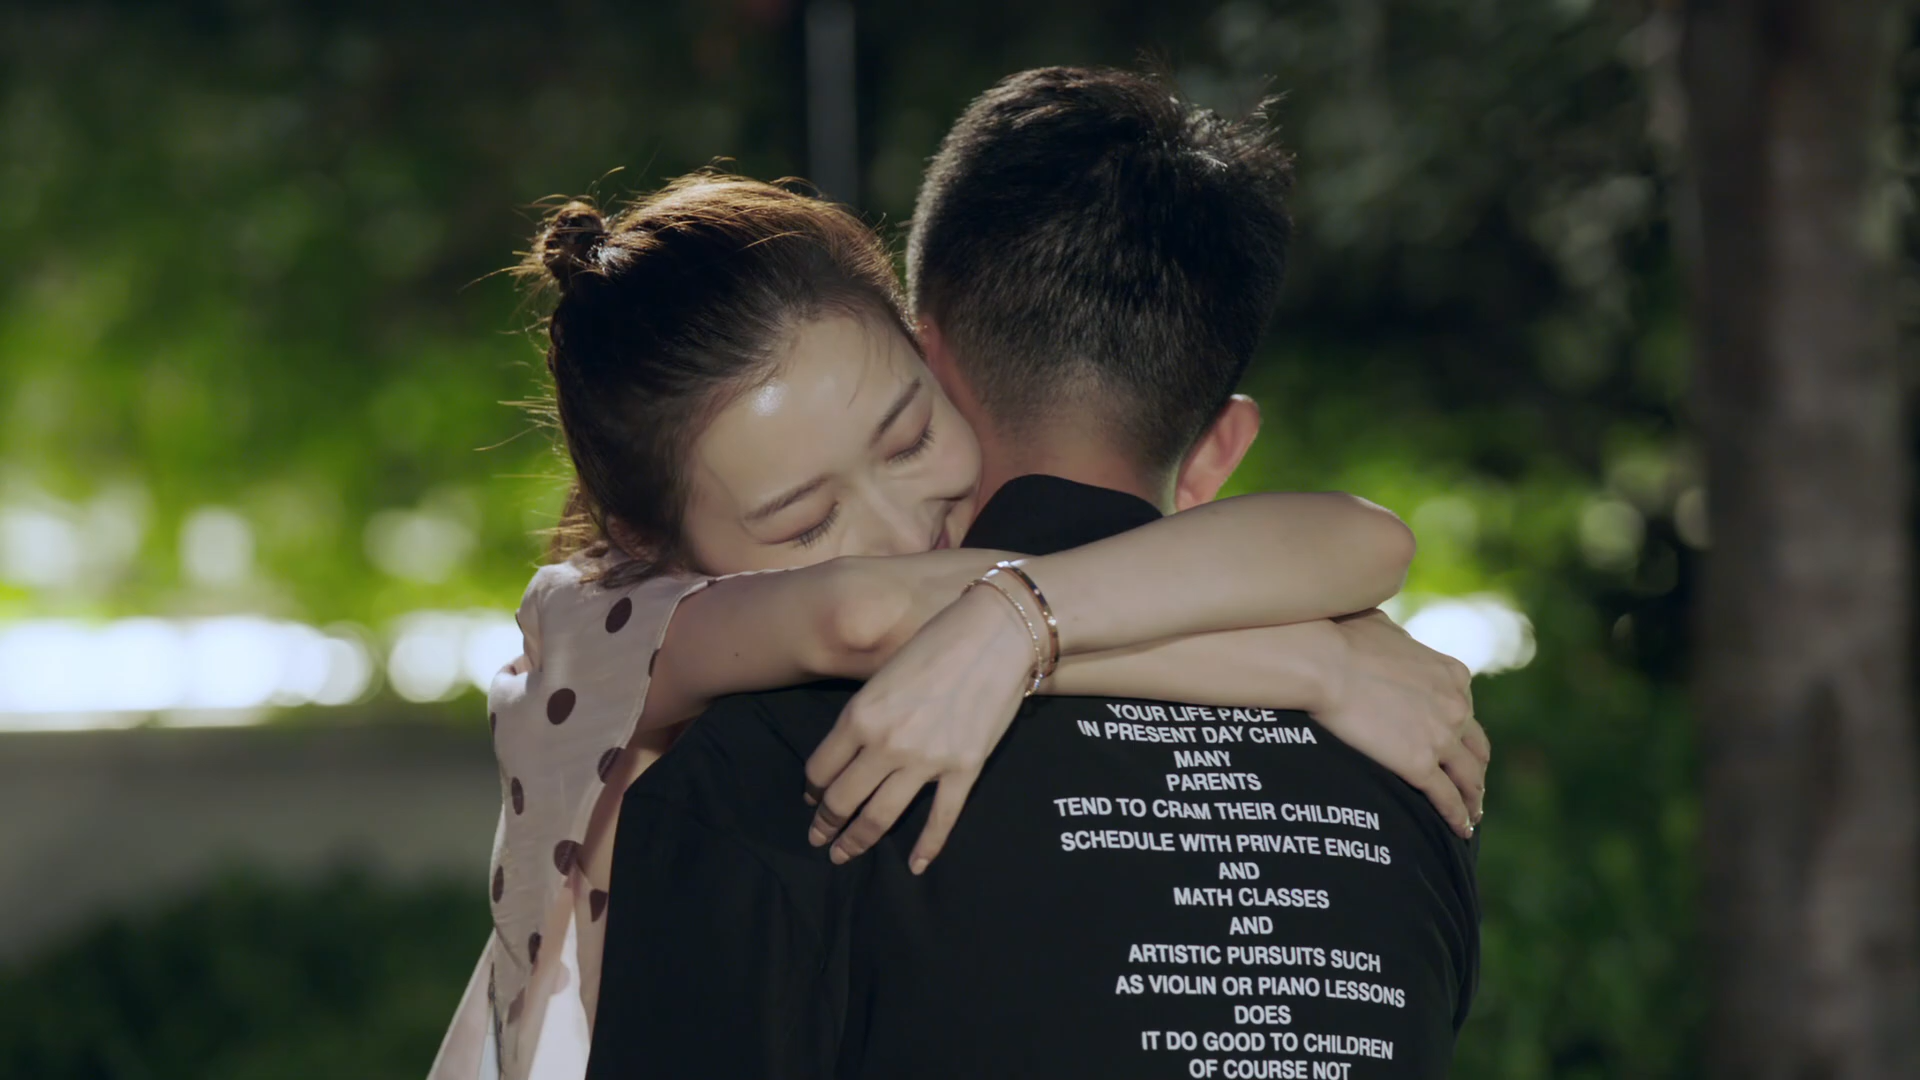 YOUR LIFE PACE
IN PRESENT DAY CHINA
MANY
PARENTS
TEND TO CRAM THEIR CHILDREN
SCHEDULE WITH PRIVATE ENGLIS
AND
MATH CLASSES
AND
ARTISTIC PURSUITS SUCH
AS VIOLIN OR PIANO LESSONS
DOES
IT DO GOOD TO CHILDREN
OF COURSE NOT